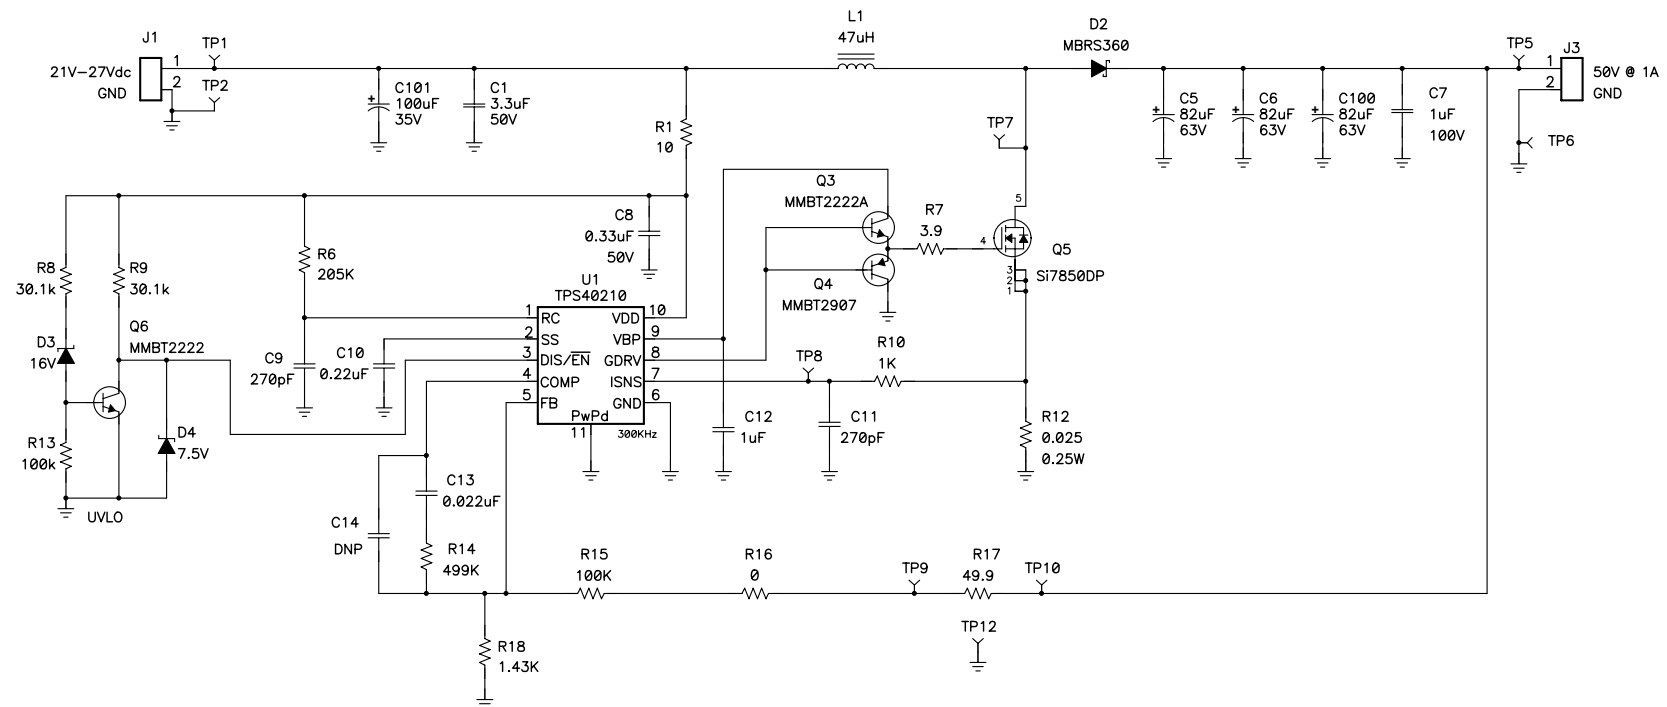 J1
21V-27Vdc
GND
1
2
TP1
TP2
C101
100uF
35V
C1
3.3uF
50V
R1
10
L1
47uH
D2
MBRS360
TP7
C5
82uF
63V
C6
82uF
63V
C100
82uF
63V
C7
1uF
100V
TP5
J3
1
2
50V @ 1A
GND
TP6
R8
30.1k
R9
30.1k
R6
205K
C8
0.33uF
50V
Q3
MMBT2222A
R7
3.9
5
4
3
2
1
Q5
Si7850DP
Q4
MMBT2907
D3
16V
Q6
MMBT2222
R13
100k
D4
7.5V
UVLO
C9
270pF
C10
0.22uF
U1
TPS40210
1 RC VDD 10
2 SS VBP 9
3 DIS/EN GDRV 8
4 COMP ISNS 7
5 FB GND 6
PwPd
11
300KHz
TP8
R10
1K
C12
1uF
C11
270pF
R12
0.025
0.25W
C13
0.022uF
C14
DNP
R14
499K
R15
100K
R16
0
TP9
R17
49.9
TP10
TP12
R18
1.43K